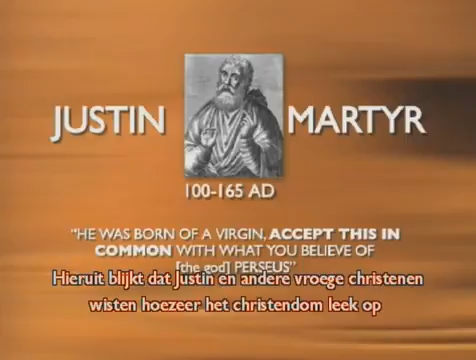 JUSTIN MARTYR
100-165 AD
"HE WAS BORN OF A VIRGIN, ACCEPT THIS IN
COMMON WITH WHAT YOU BELIEVE OF
[the god] PERSEUS"
Hieruit blijkt dat Justin en andere vroege christenen
wisten hoezeer het christendom leek op